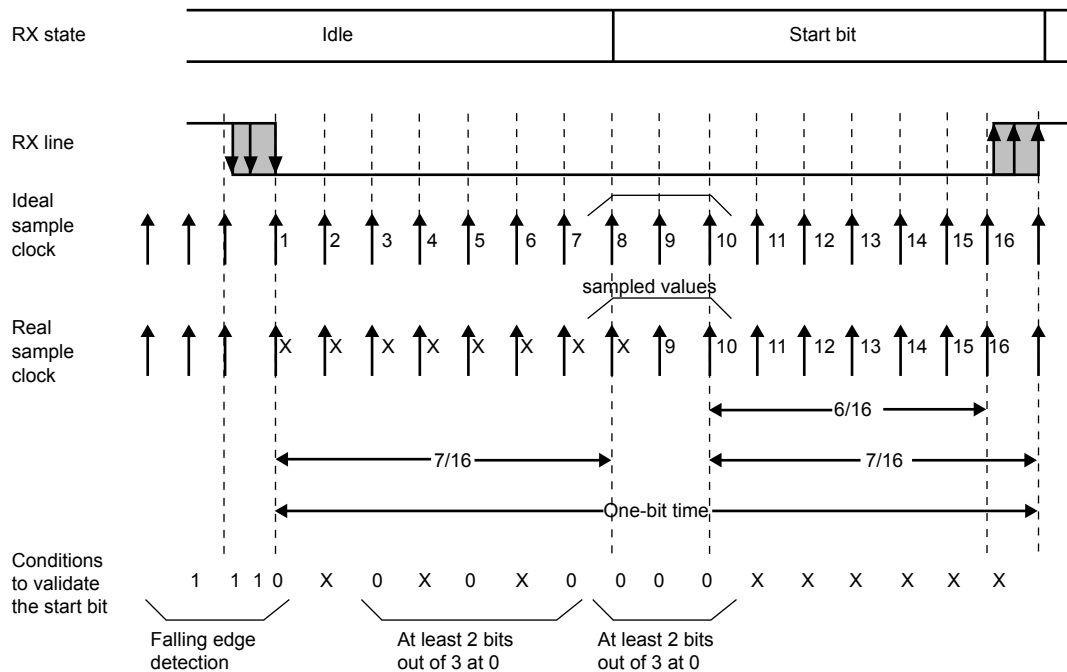 RX state
Idle
Start bit
RX line
Ideal
sample
clock
1 2 3 4 5 6 7 8 9 10 11 12 13 14 15 16
sampled values
Real
sample
clock
X X X X X X X X 9 10 11 12 13 14 15 16
6/16
7/16
7/16
One-bit time
Conditions
to validate
the start bit
1 1 1 0 X 0 X 0 X 0 0 0 0 X X X X X X
Falling edge
detection
At least 2 bits
out of 3 at 0
At least 2 bits
out of 3 at 0